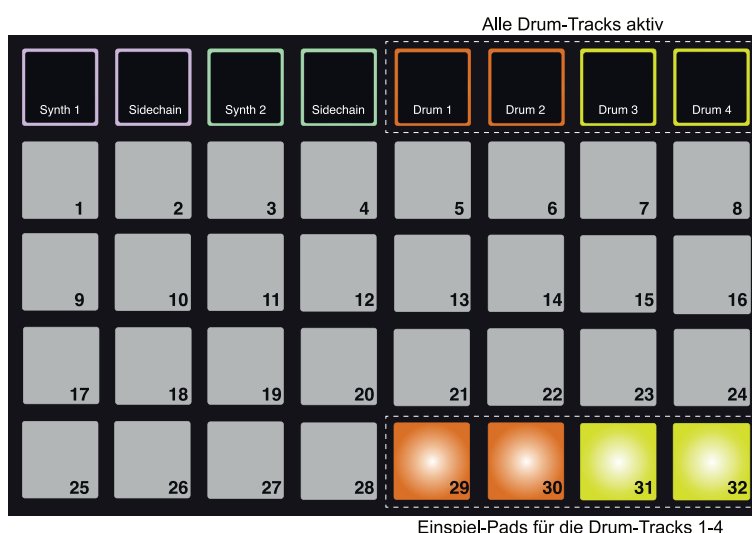 Alle Drum-Tracks aktiv
Synth 1 Sidechain Synth 2 Sidechain Drum 1 Drum 2 Drum 3 Drum 4
1 2 3 4 5 6 7 8
9 10 11 12 13 14 15 16
17 18 19 20 21 22 23 24
25 26 27 28 29 30 31 32
Einspiel-Pads für die Drum-Tracks 1-4